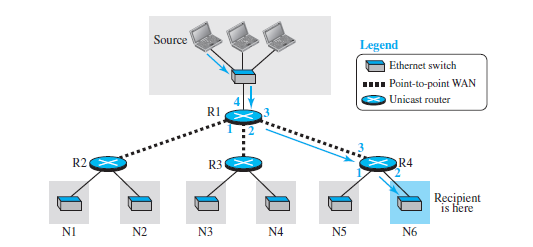 Source
Legend
Ethernet switch
Point-to-point WAN
Unicast router
4
R1
3
1
2
3
R2
R3
R4
1
2
Recipient
is here
N1
N2
N3
N4
N5
N6